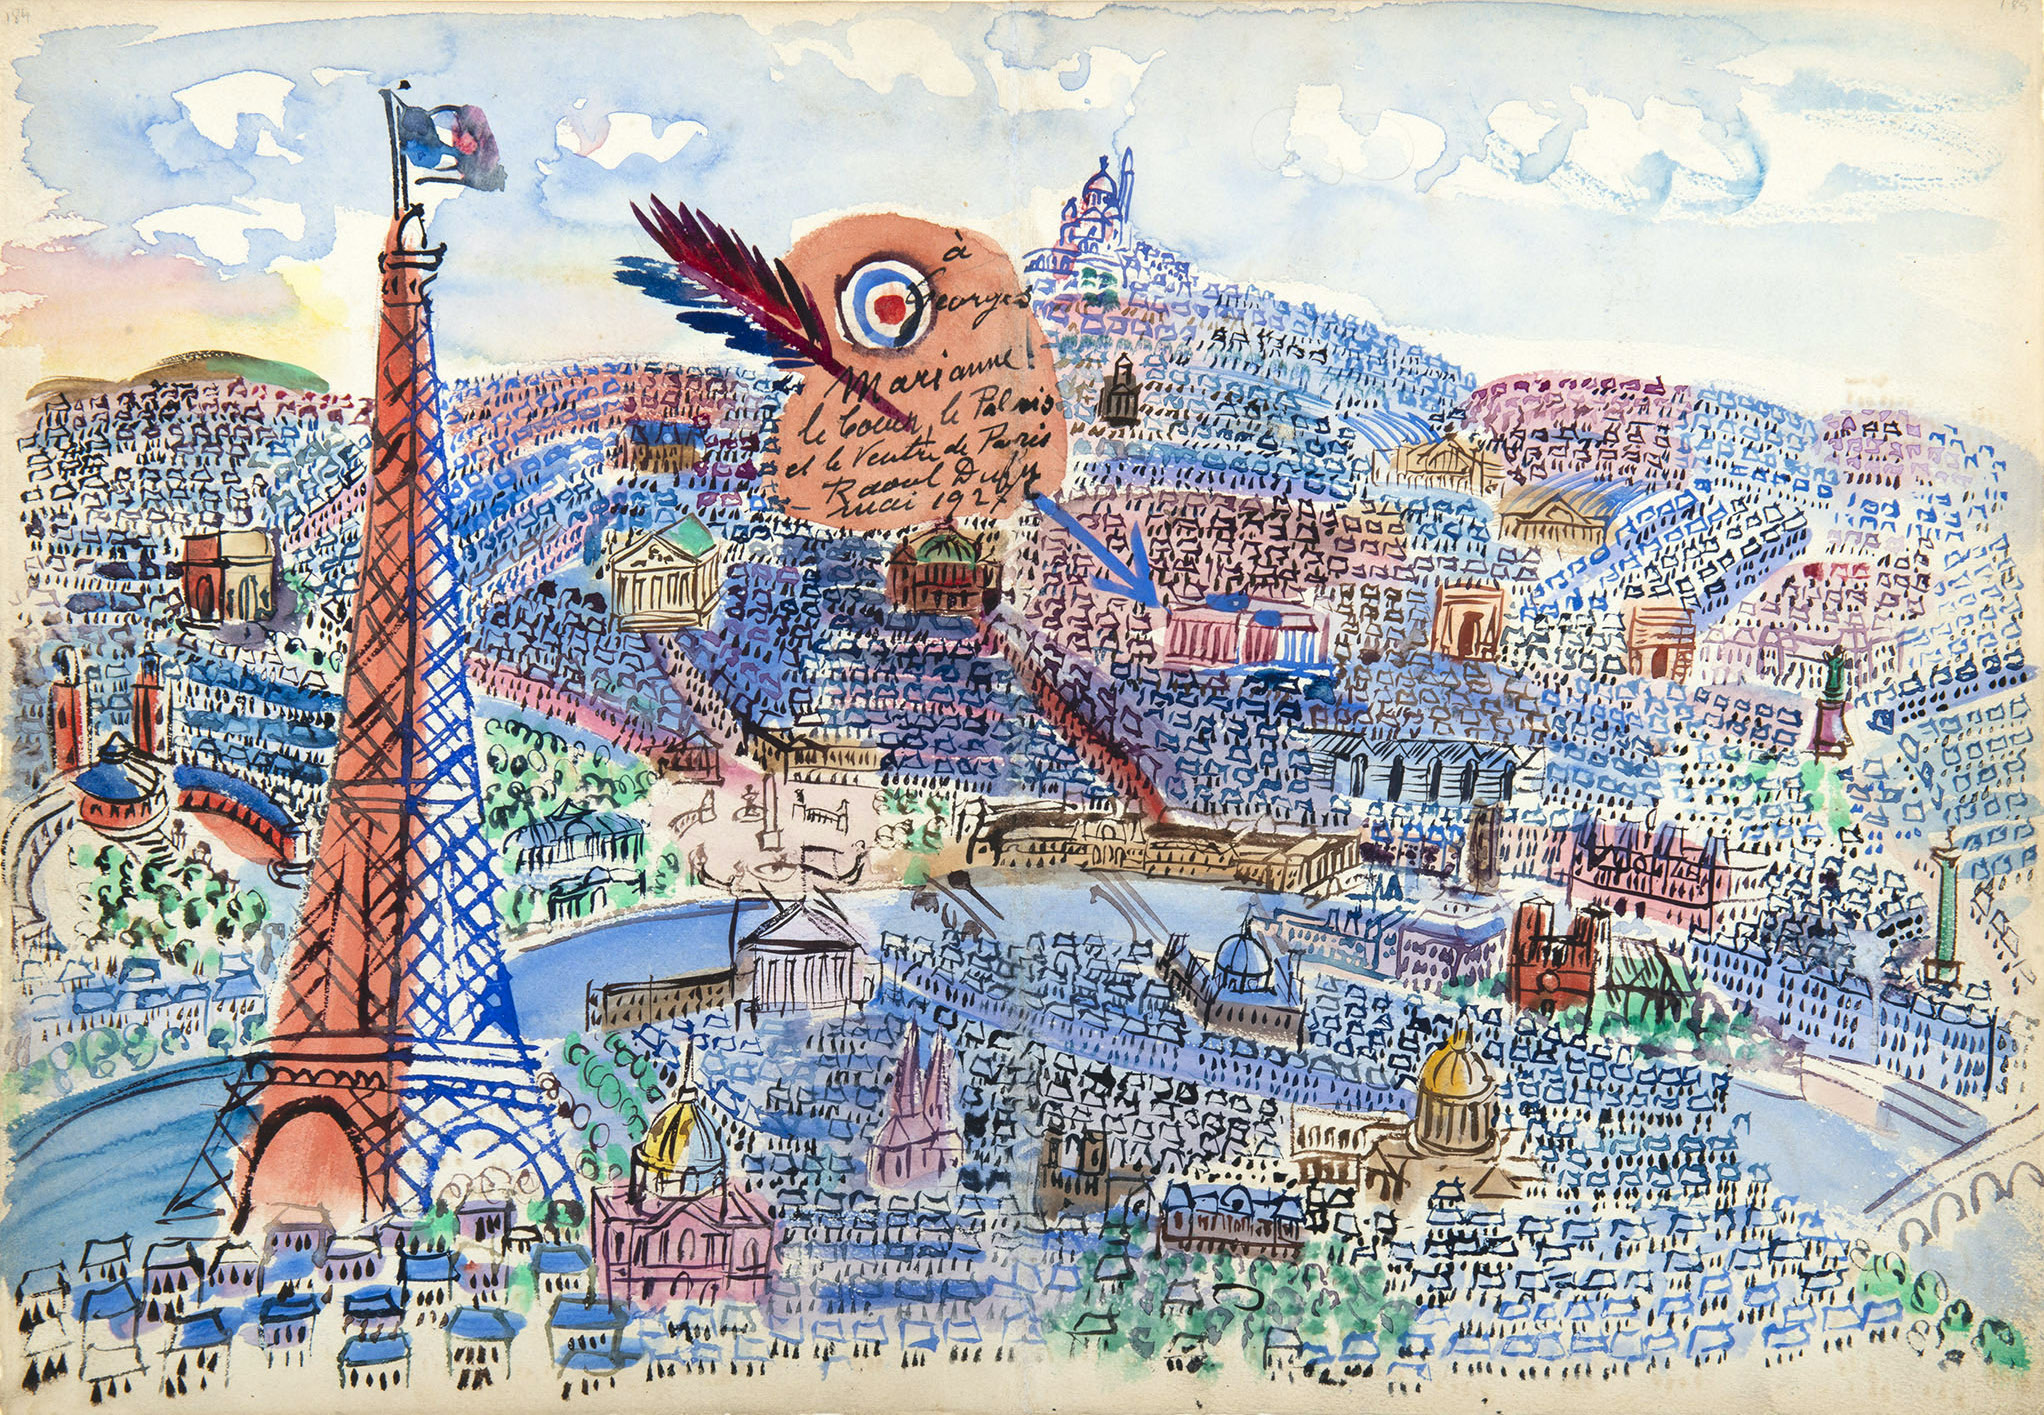 184
185
à
Georges
Marianne!
le Coeur, le Palais
et le Ventre de Paris
Raoul Dufy
– mai 1927